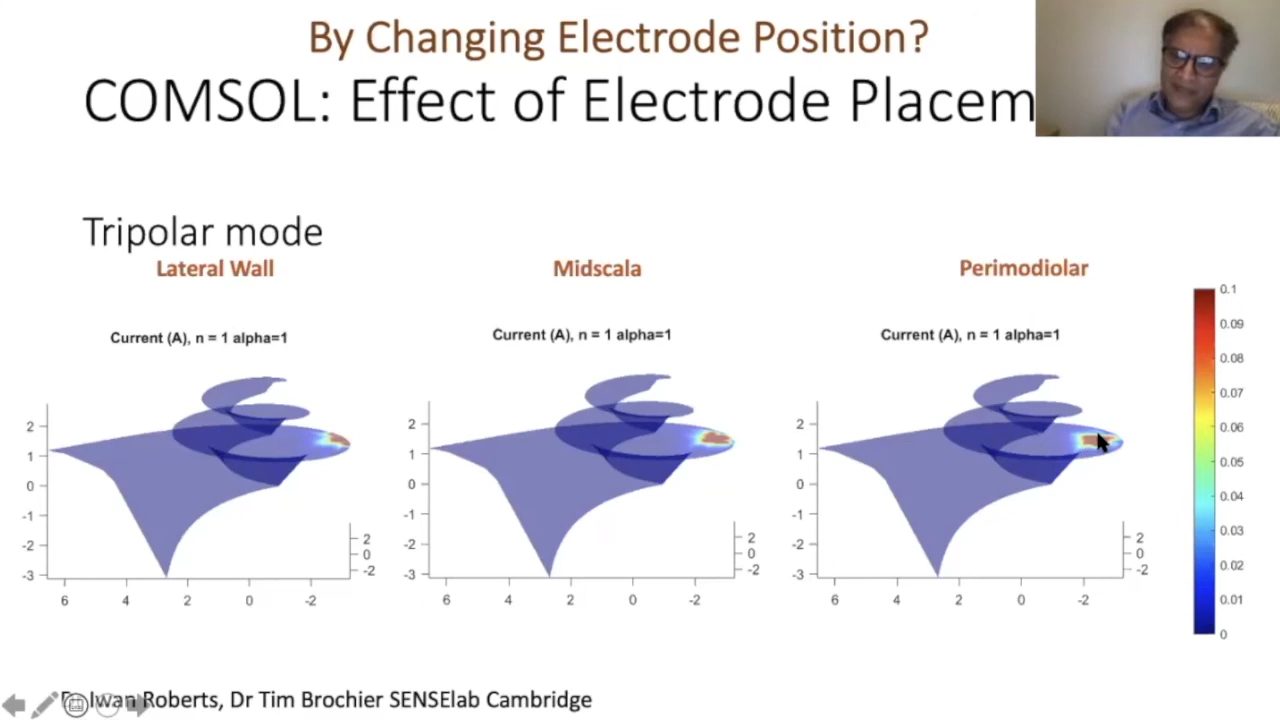 By Changing Electrode Position?
COMSOL: Effect of Electrode Placem
Tripolar mode
Lateral Wall
Midscala
Perimodiolar
Current (A), n = 1 alpha=1
Current (A), n = 1 alpha=1
Current (A), n = 1 alpha=1
2
1
0
-1
-2
-3
6 4 2 0 -2
2
0
-2
2
1
0
-1
-2
-3
6 4 2 0 -2
2
0
-2
2
1
0
-1
-2
-3
6 4 2 0 -2
2
0
-2
0.1
0.09
0.08
0.07
0.06
0.05
0.04
0.03
0.02
0.01
0
Iwan Roberts, Dr Tim Brochier SENSElab Cambridge